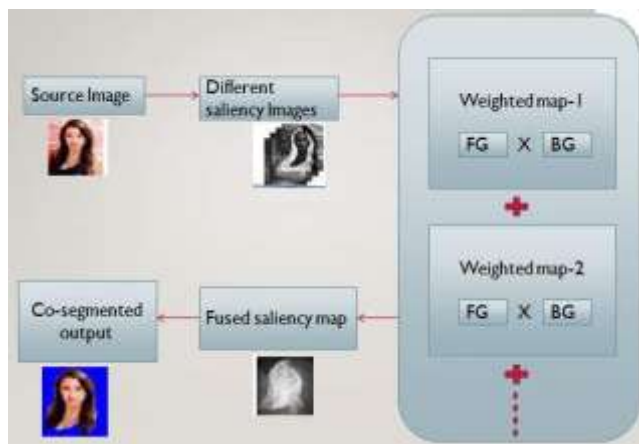 Source Image
Different
saliency Images
Weighted map-1
FG X BG
Weighted map-2
FG X BG
Fused saliency map
Co-segmented
output